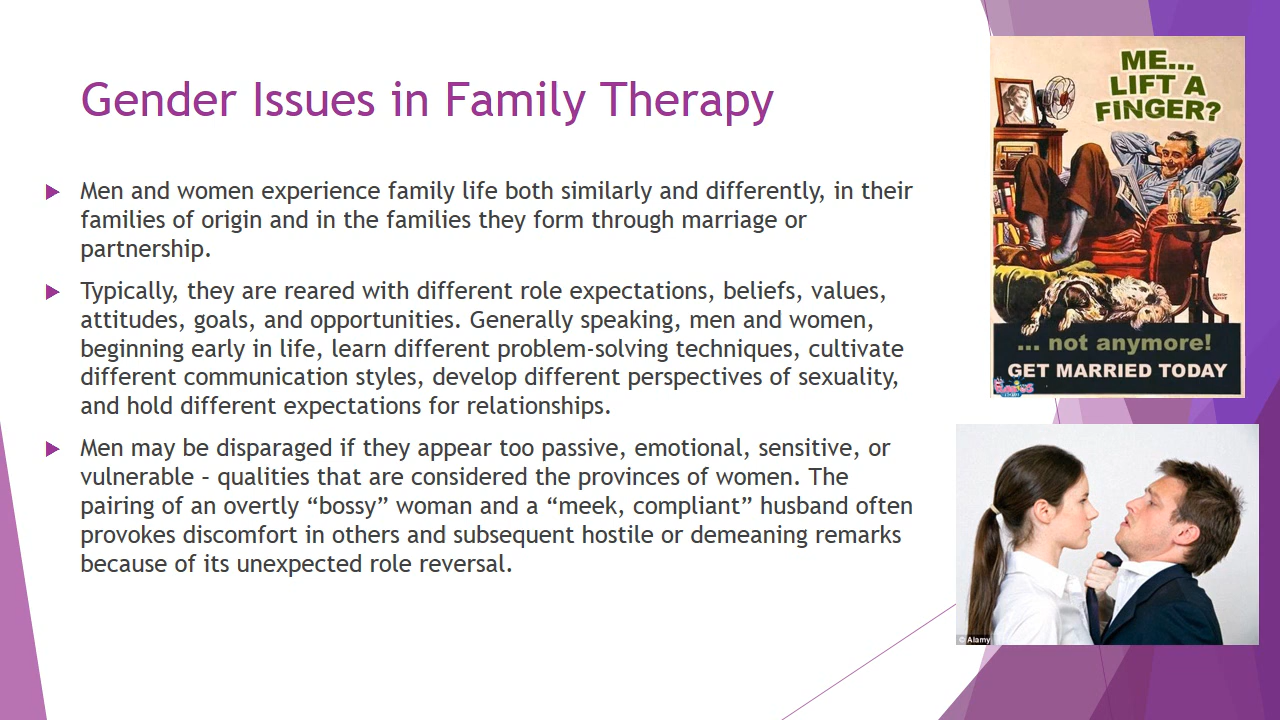 Gender Issues in Family Therapy
Men and women experience family life both similarly and differently, in their
families of origin and in the families they form through marriage or
partnership.
Typically, they are reared with different role expectations, beliefs, values,
attitudes, goals, and opportunities. Generally speaking, men and women,
beginning early in life, learn different problem-solving techniques, cultivate
different communication styles, develop different perspectives of sexuality,
and hold different expectations for relationships.
Men may be disparaged if they appear too passive, emotional, sensitive, or
vulnerable – qualities that are considered the provinces of women. The
pairing of an overtly “bossy” woman and a “meek, compliant” husband often
provokes discomfort in others and subsequent hostile or demeaning remarks
because of its unexpected role reversal.
ME...
LIFT A
FINGER?
... not anymore!
GET MARRIED TODAY
© Alamy